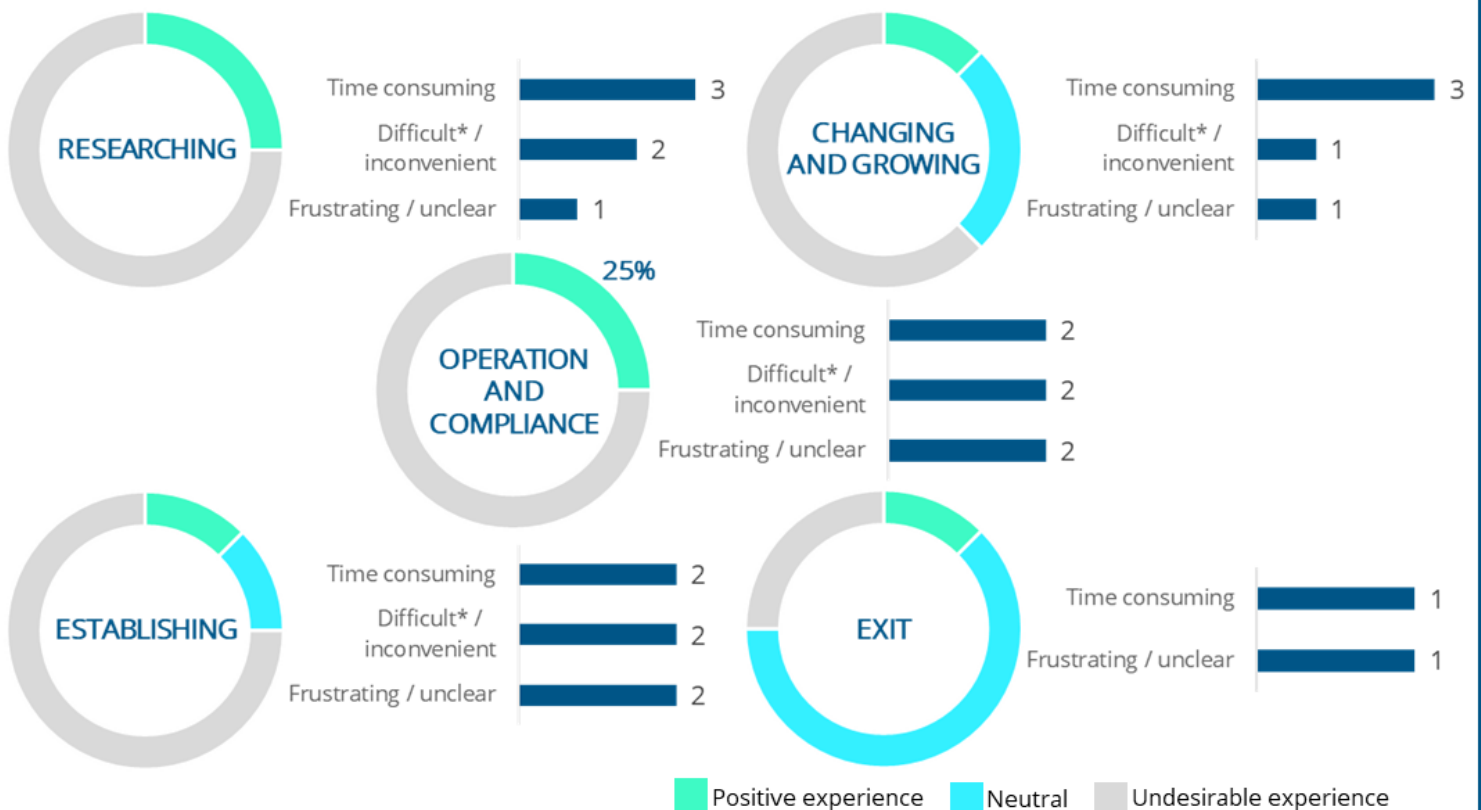 RESEARCHING
Time consuming
3
Difficult* /
inconvenient
2
Frustrating / unclear
1
CHANGING
AND GROWING
Time consuming
3
Difficult* /
inconvenient
1
Frustrating / unclear
1
25%
OPERATION
AND
COMPLIANCE
Time consuming
2
Difficult* /
inconvenient
2
Frustrating / unclear
2
ESTABLISHING
Time consuming
2
Difficult* /
inconvenient
2
Frustrating / unclear
2
EXIT
Time consuming
1
Frustrating / unclear
1
Positive experience
Neutral
Undesirable experience